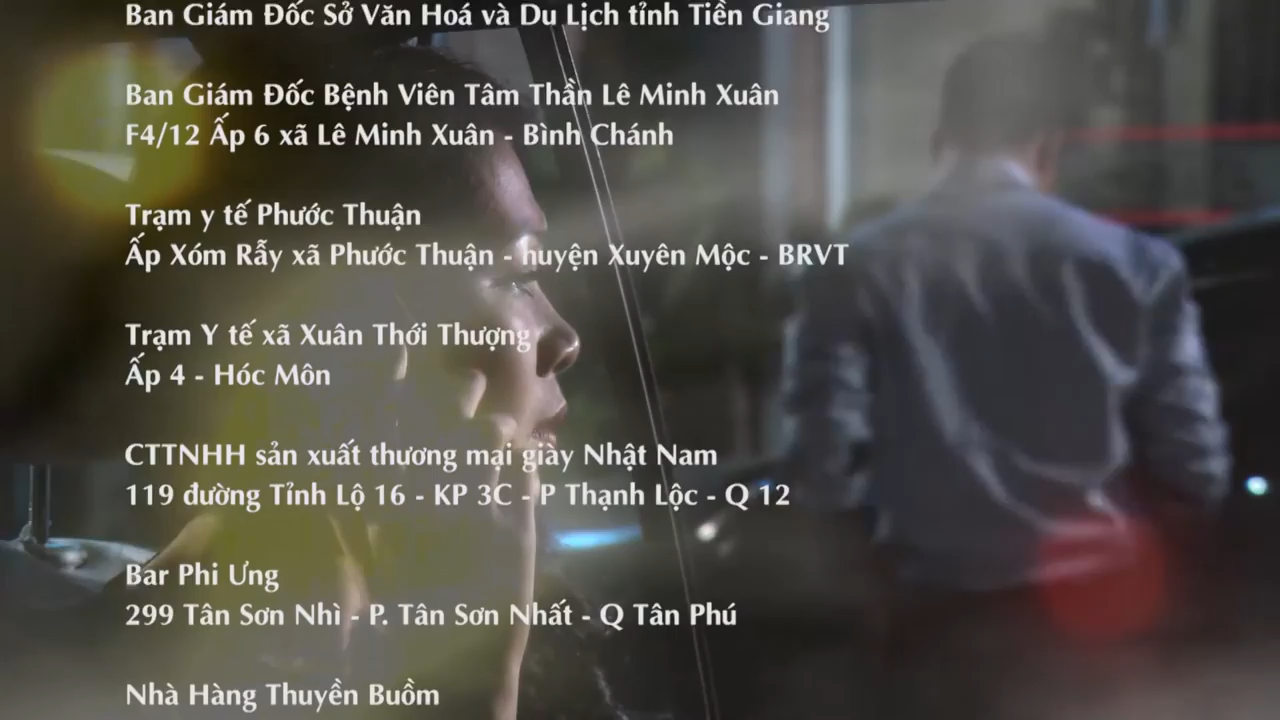 Ban Giám Đốc Sở Văn Hoá và Du Lịch tỉnh Tiền Giang
Ban Giám Đốc Bệnh Viên Tâm Thần Lê Minh Xuân
F4/12 Ấp 6 xã Lê Minh Xuân - Bình Chánh
Trạm y tế Phước Thuận
Ấp Xóm Rẫy xã Phước Thuận - huyện Xuyên Mộc - BRVT
Trạm Y tế xã Xuân Thới Thượng
Ấp 4 - Hóc Môn
CTTNHH sản xuất thương mại giày Nhật Nam
119 đường Tỉnh Lộ 16 - KP 3C - P Thạnh Lộc - Q 12
Bar Phi Ưng
299 Tân Sơn Nhì - P. Tân Sơn Nhất - Q Tân Phú
Nhà Hàng Thuyền Buồm